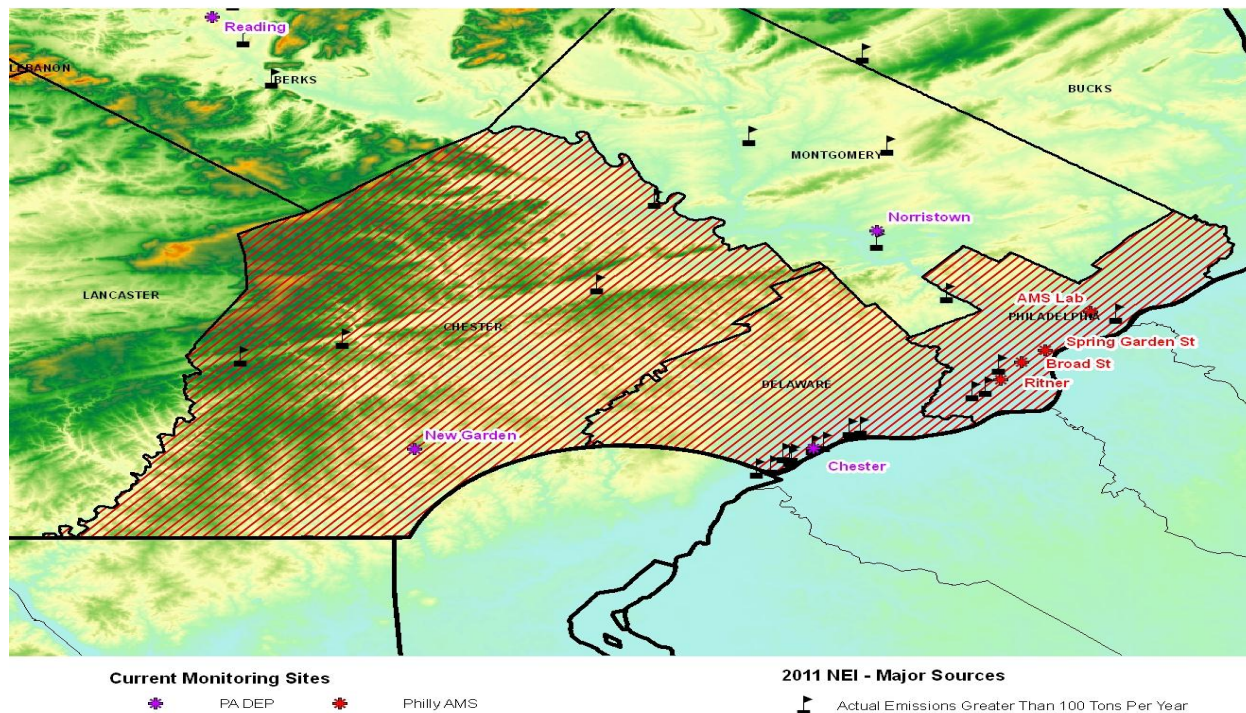 Reading
LEBANON
BERKS
BUCKS
MONTGOMERY
Norristown
LANCASTER
AMS Lab
PHILADELPHIA
CHESTER
Spring Garden St
Broad St
DELAWARE
Ritner
New Garden
Chester
Current Monitoring Sites
2011 NEI - Major Sources
PA DEP
Philly AMS
Actual Emissions Greater Than 100 Tons Per Year